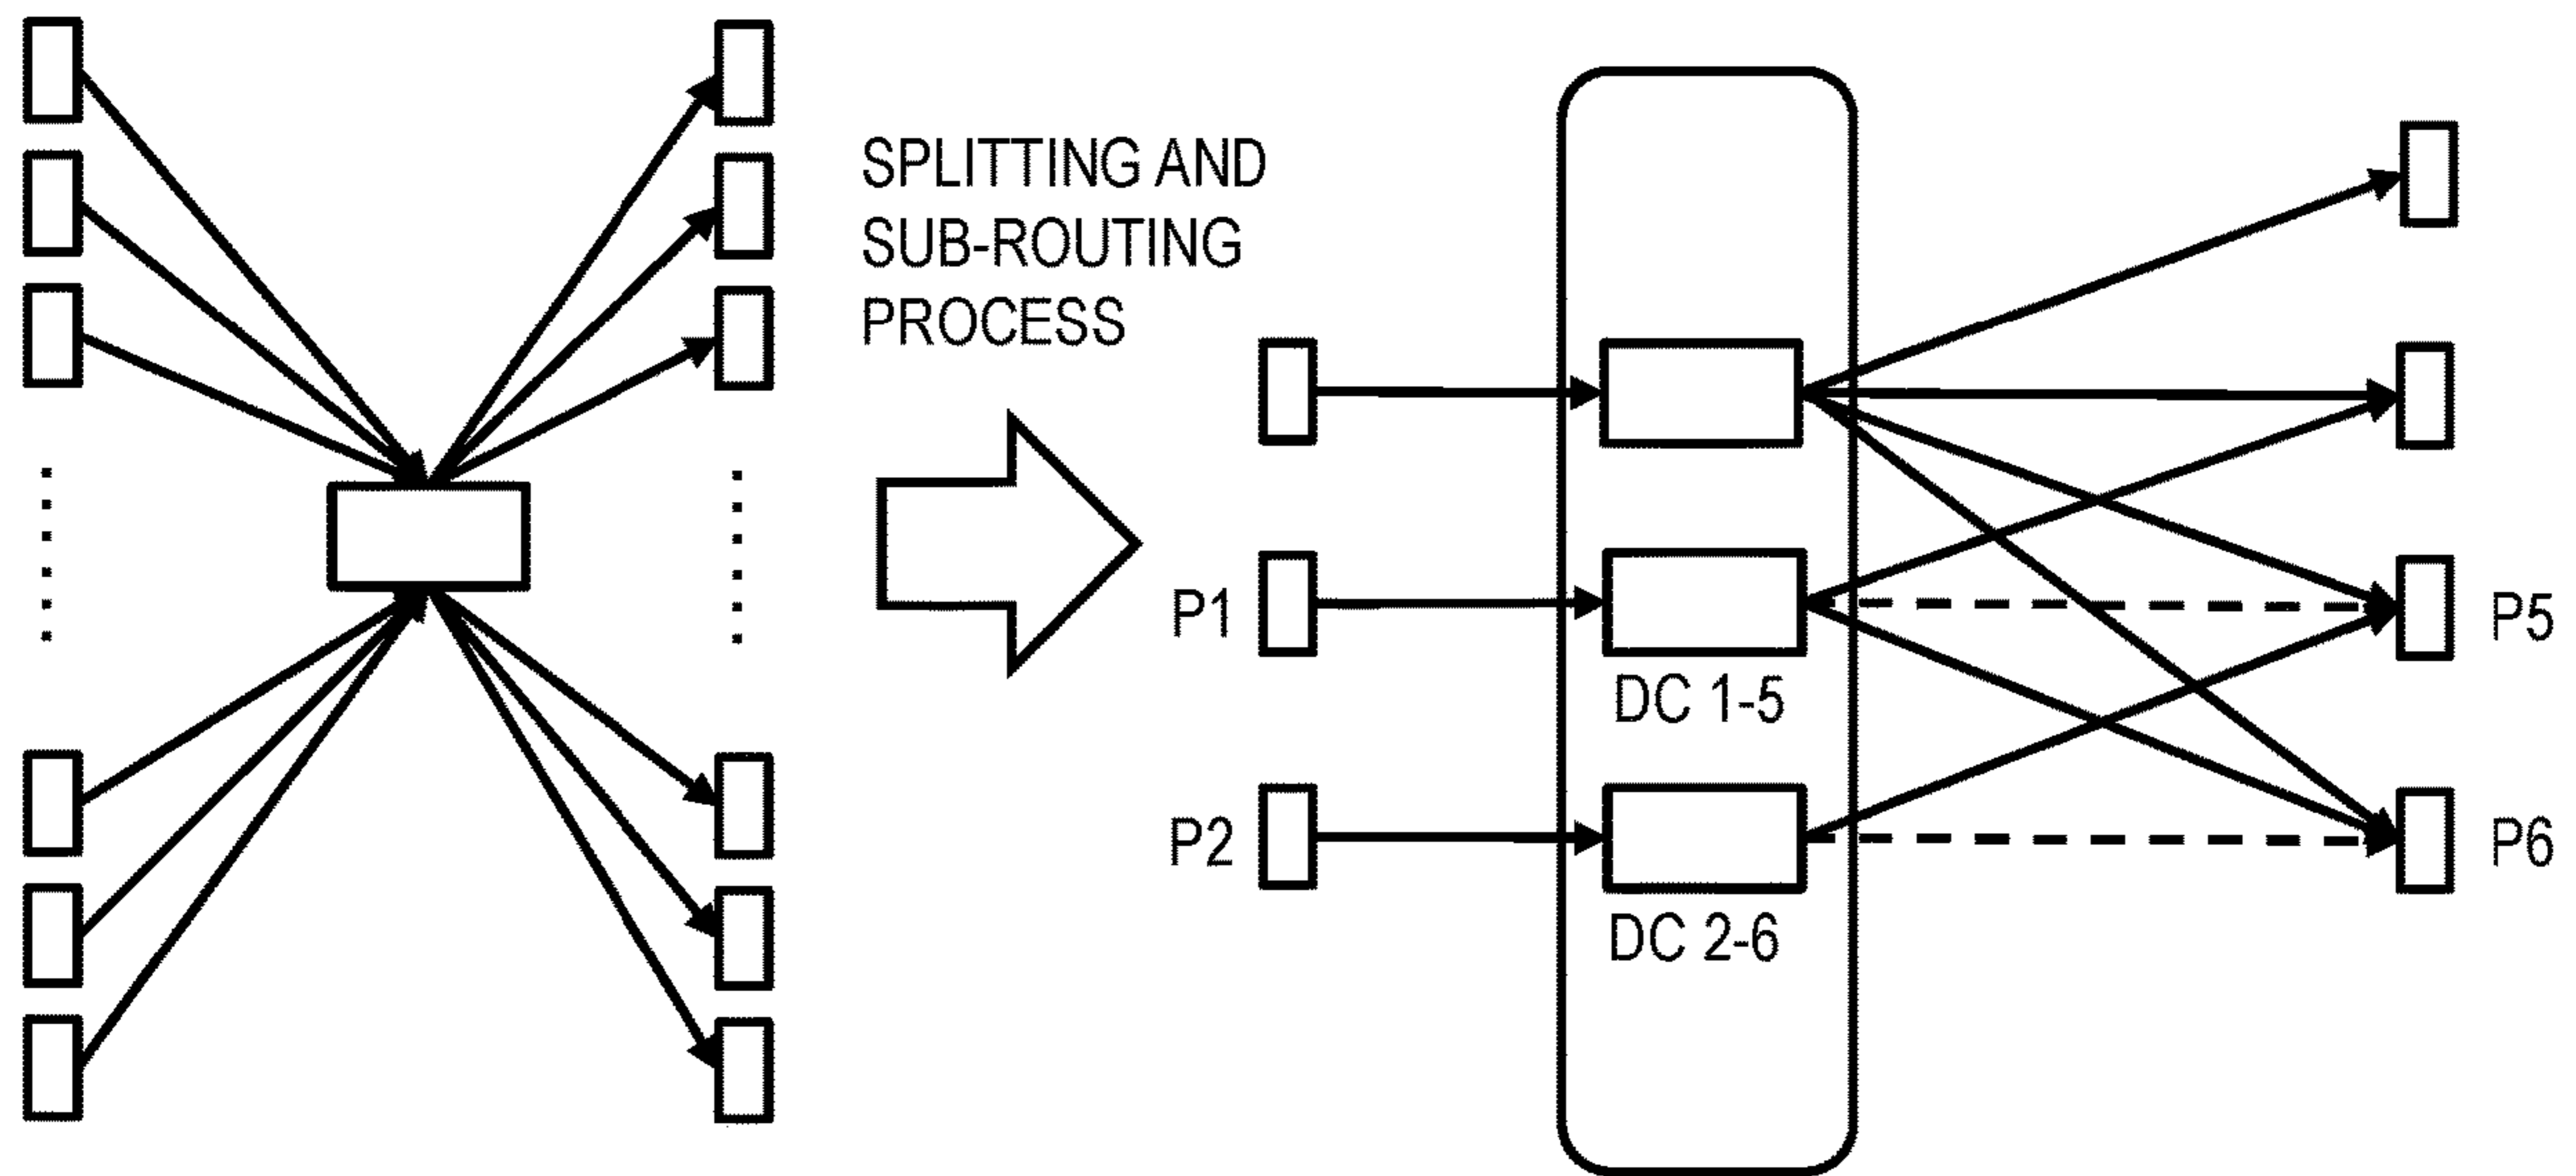 SPLITTING AND
SUB-ROUTING
PROCESS
P1
P5
DC 1-5
P2
P6
DC 2-6